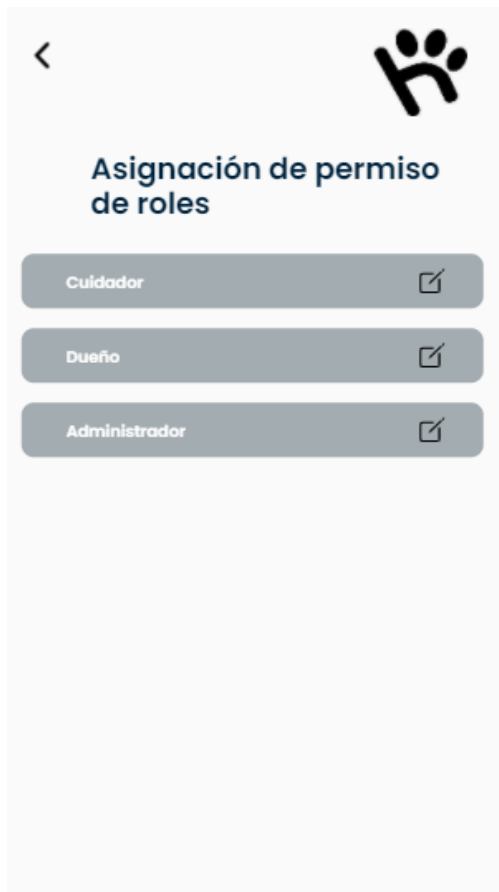 Asignación de permiso
de roles
Cuidador
Dueño
Administrador